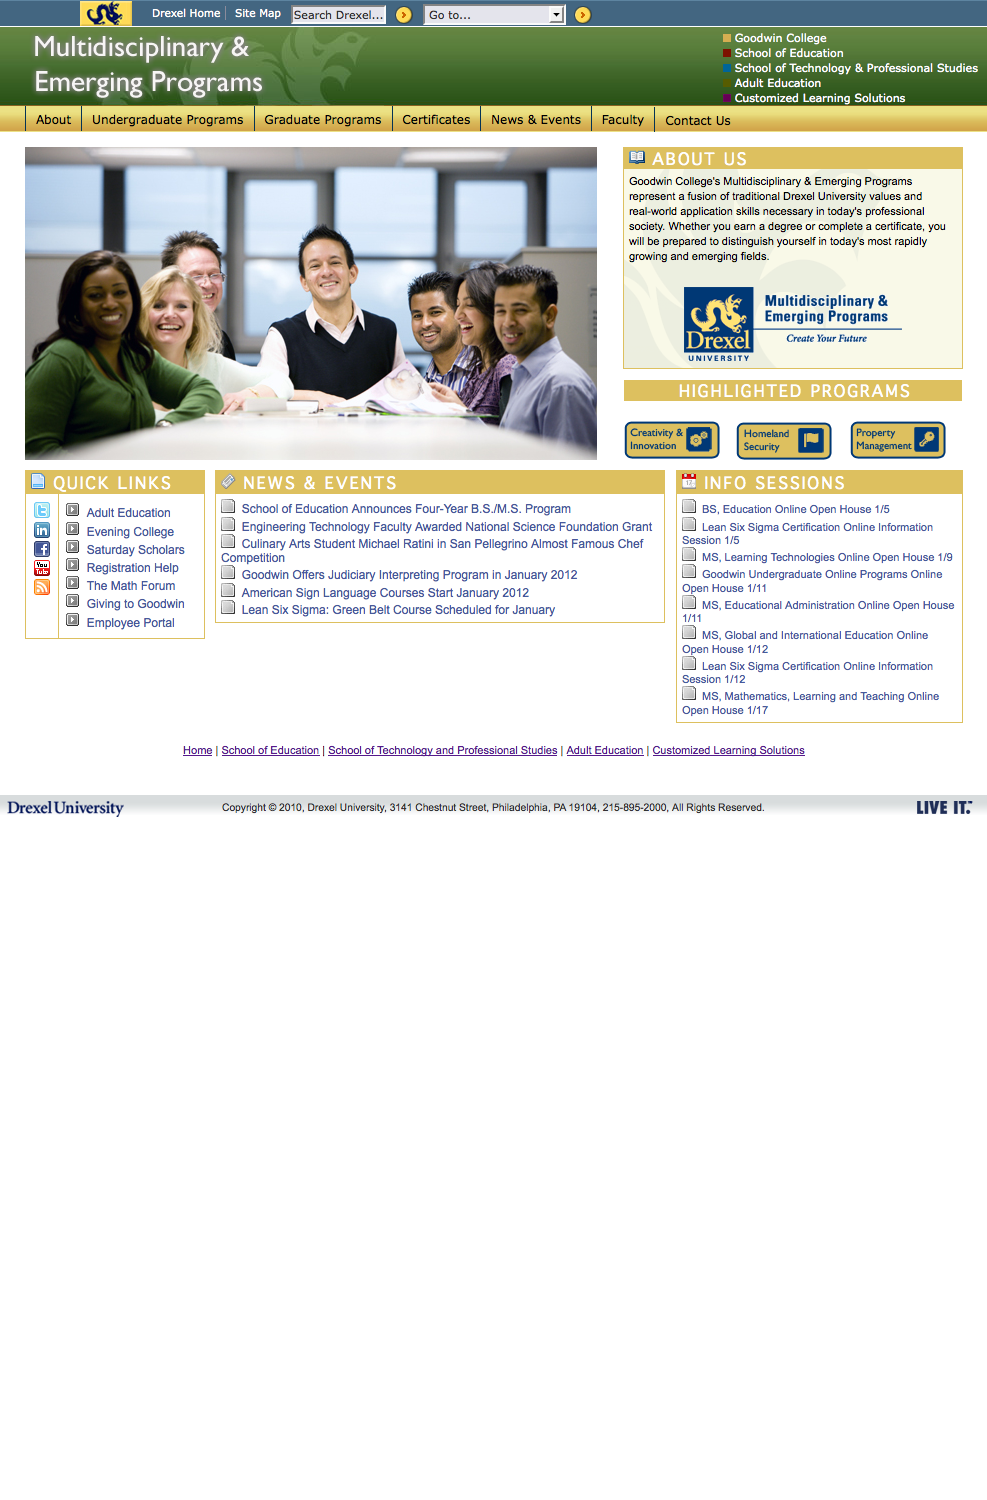 Drexel Home
Site Map
Search Drexel...
Go to...
Multidisciplinary &
Emerging Programs
Goodwin College
School of Education
School of Technology & Professional Studies
Adult Education
Customized Learning Solutions
About
Undergraduate Programs
Graduate Programs
Certificates
News & Events
Faculty
Contact Us
ABOUT US
Goodwin College's Multidisciplinary & Emerging Programs
represent a fusion of traditional Drexel University values and
real-world application skills necessary in today's professional
society. Whether you earn a degree or complete a certificate, you
will be prepared to distinguish yourself in today's most rapidly
growing and emerging fields.
Drexel
UNIVERSITY
Multidisciplinary &
Emerging Programs
Create Your Future
HIGHLIGHTED PROGRAMS
Creativity &
Innovation
Homeland
Security
Property
Management
QUICK LINKS
You
Tube
Adult Education
Evening College
Saturday Scholars
Registration Help
The Math Forum
Giving to Goodwin
Employee Portal
NEWS & EVENTS
School of Education Announces Four-Year B.S./M.S. Program
Engineering Technology Faculty Awarded National Science Foundation Grant
Culinary Arts Student Michael Ratini in San Pellegrino Almost Famous Chef
Competition
Goodwin Offers Judiciary Interpreting Program in January 2012
American Sign Language Courses Start January 2012
Lean Six Sigma: Green Belt Course Scheduled for January
INFO SESSIONS
BS, Education Online Open House 1/5
Lean Six Sigma Certification Online Information
Session 1/5
MS, Learning Technologies Online Open House 1/9
Goodwin Undergraduate Online Programs Online
Open House 1/11
MS, Educational Administration Online Open House
1/11
MS, Global and International Education Online
Open House 1/12
Lean Six Sigma Certification Online Information
Session 1/12
MS, Mathematics, Learning and Teaching Online
Open House 1/17
Home | School of Education | School of Technology and Professional Studies | Adult Education | Customized Learning Solutions
Drexel University
Copyright © 2010, Drexel University, 3141 Chestnut Street, Philadelphia, PA 19104, 215-895-2000, All Rights Reserved.
LIVE IT.